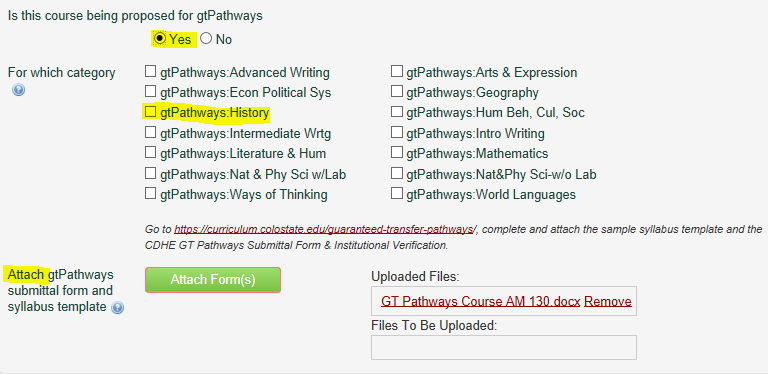 Is this course being proposed for gtPathways
Yes No
For which category
gtPathways:Advanced Writing gtPathways:Arts & Expression
gtPathways:Econ Political Sys gtPathways:Geography
gtPathways:History gtPathways:Hum Beh, Cul, Soc
gtPathways:Intermediate Wrtg gtPathways:Intro Writing
gtPathways:Literature & Hum gtPathways:Mathematics
gtPathways:Nat & Phy Sci w/Lab gtPathways:Nat&Phy Sci-w/o Lab
gtPathways:Ways of Thinking gtPathways:World Languages
Go to https://curriculum.colostate.edu/guaranteed-transfer-pathways/, complete and attach the sample syllabus template and the
CDHE GT Pathways Submittal Form & Institutional Verification.
Attach gtPathways
submittal form and
syllabus template
Attach Form(s)
Uploaded Files:
GT Pathways Course AM 130.docx Remove
Files To Be Uploaded: